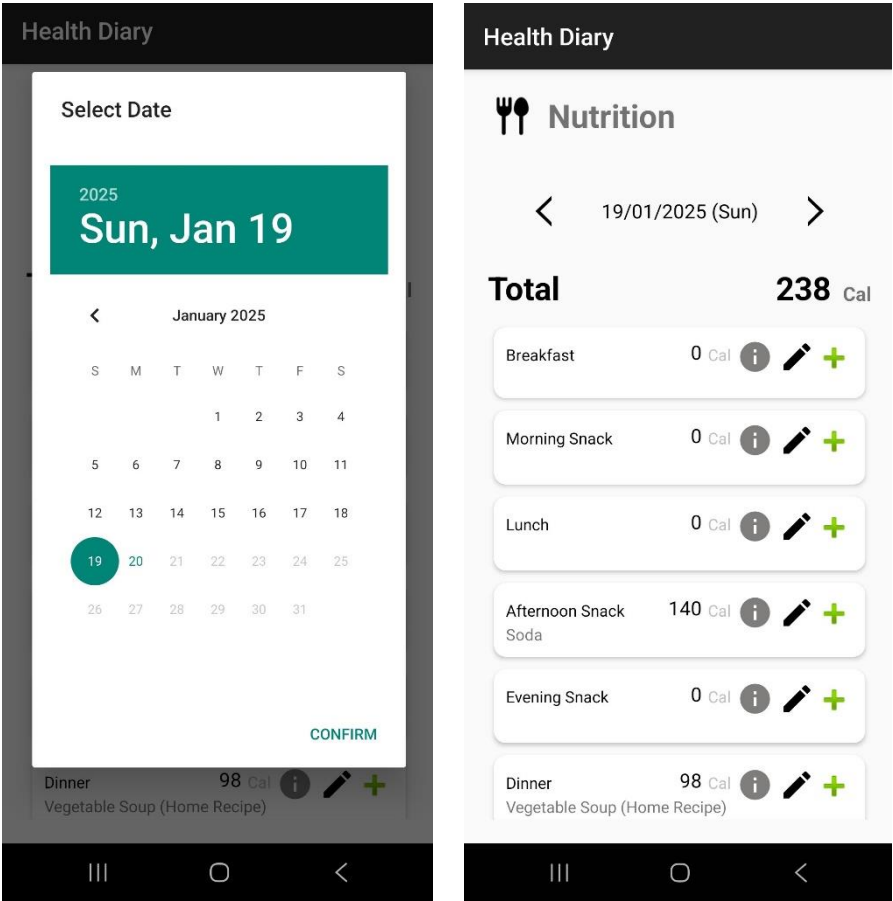 Health Diary
Select Date
2025
Sun, Jan 19
January 2025
S M T W T F S
1 2 3 4
5 6 7 8 9 10 11
12 13 14 15 16 17 18
19 20 21 22 23 24 25
26 27 28 29 30 31
CONFIRM
Dinner 98 Cal
Vegetable Soup (Home Recipe)
Health Diary
Nutrition
19/01/2025 (Sun)
Total 238 Cal
Breakfast 0 Cal
Morning Snack 0 Cal
Lunch 0 Cal
Afternoon Snack 140 Cal
Soda
Evening Snack 0 Cal
Dinner 98 Cal
Vegetable Soup (Home Recipe)